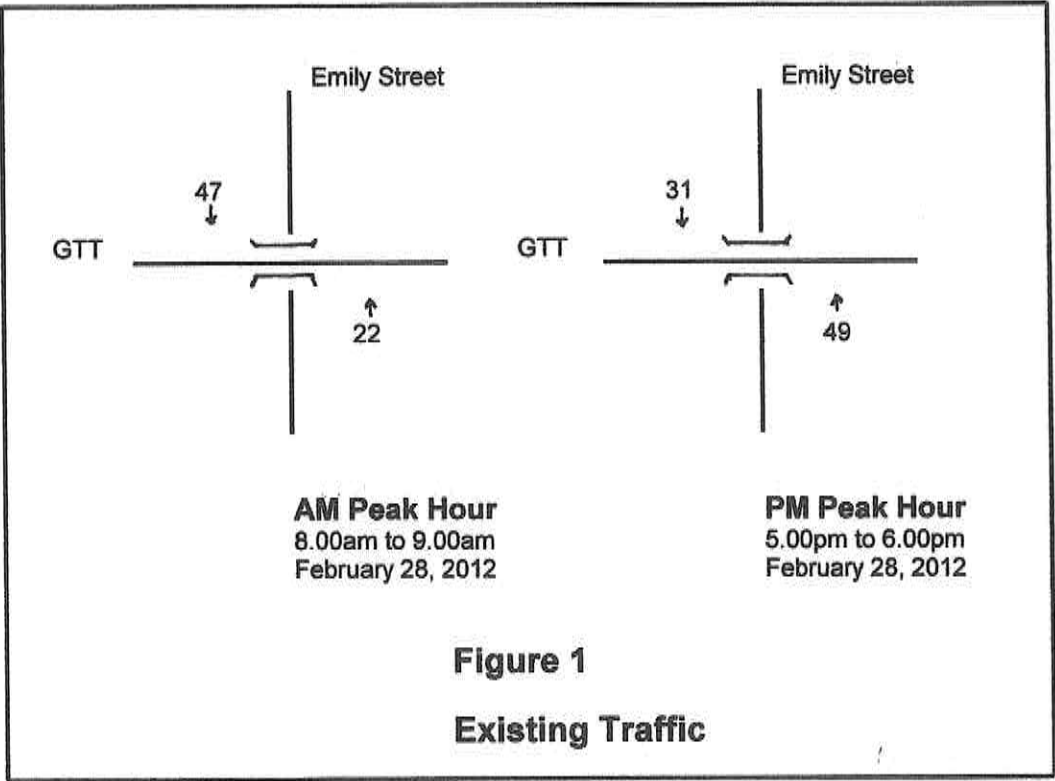 Emily Street
47
GTT
22
AM Peak Hour
8.00am to 9.00am
February 28, 2012
Emily Street
31
GTT
49
PM Peak Hour
5.00pm to 6.00pm
February 28, 2012
Figure 1
Existing Traffic